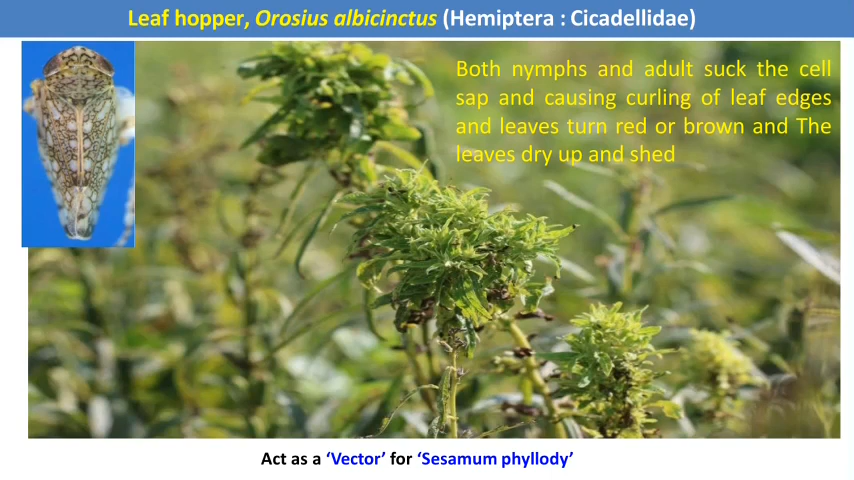 Leaf hopper, Orosius albicinctus (Hemiptera : Cicadellidae)
Both nymphs and adult suck the cell
sap and causing curling of leaf edges
and leaves turn red or brown and The
leaves dry up and shed
Act as a ‘Vector’ for ‘Sesamum phyllody’